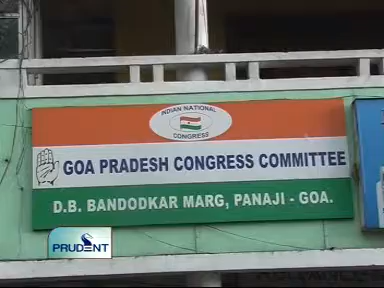 INDIAN NATIONAL
CONGRESS
GOA PRADESH CONGRESS COMMITTEE
D.B. BANDODKAR MARG, PANAJI - GOA.
PRUDENT